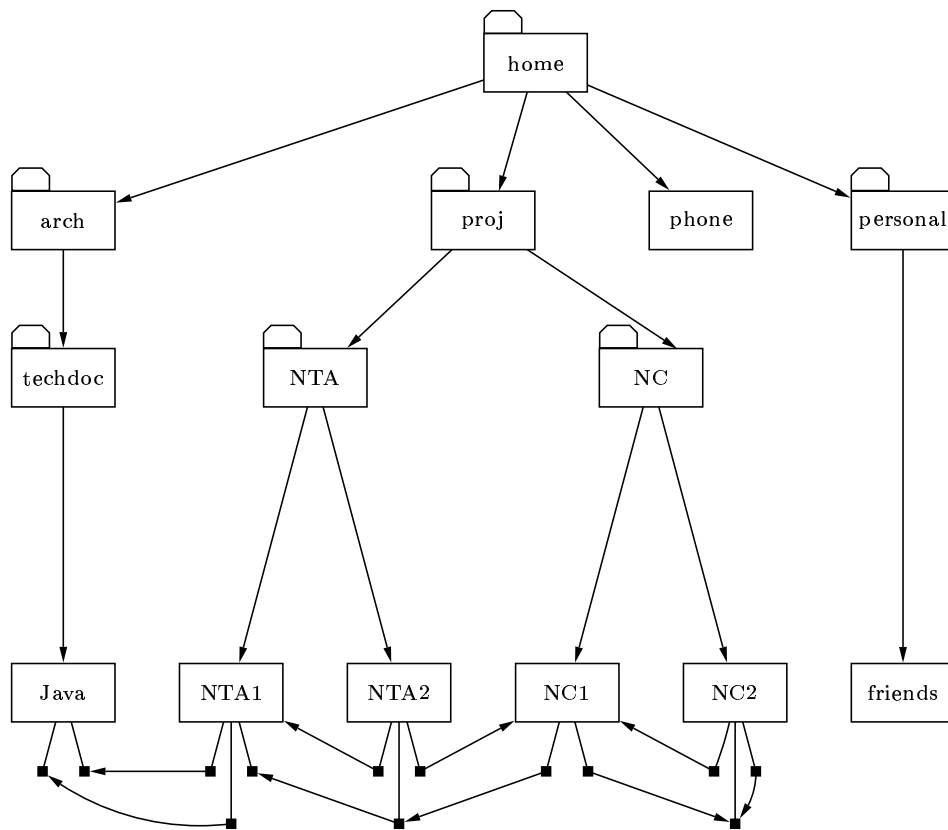 home
arch
proj
phone
personal
techdoc
NTA
NC
Java
NTA1
NTA2
NC1
NC2
friends